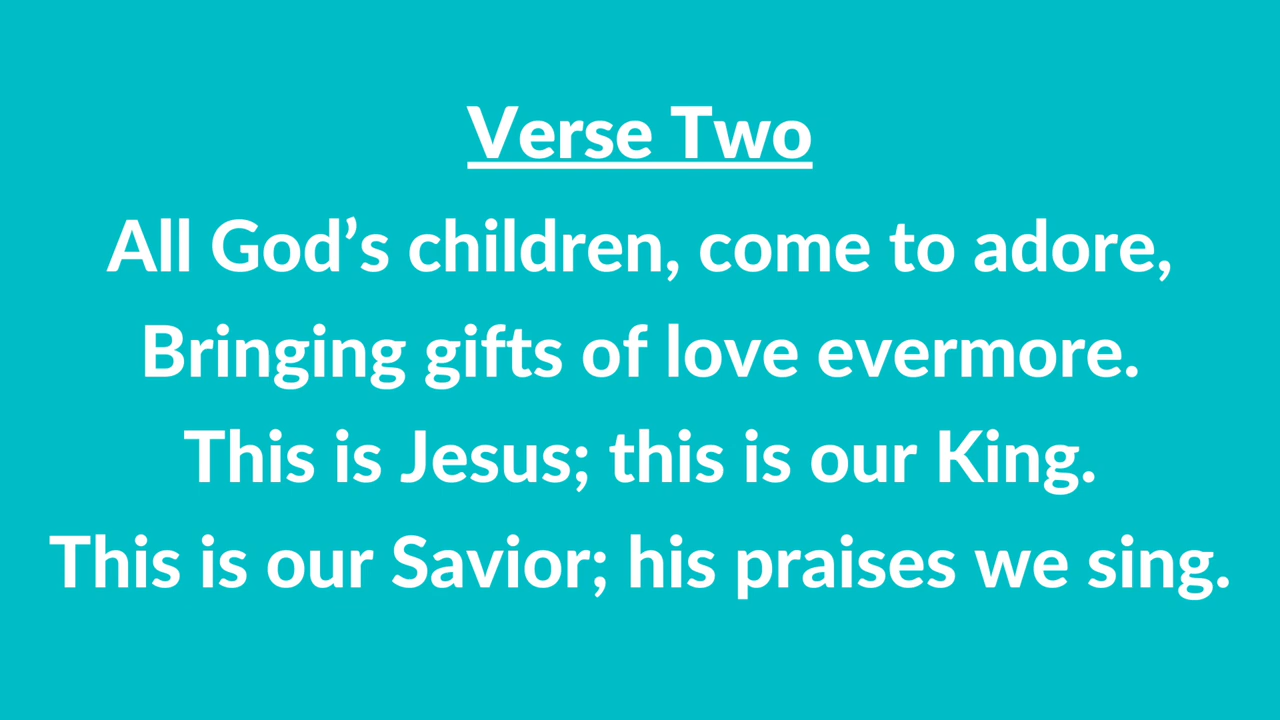 Verse Two
All God’s children, come to adore,
Bringing gifts of love evermore.
This is Jesus; this is our King.
This is our Savior; his praises we sing.